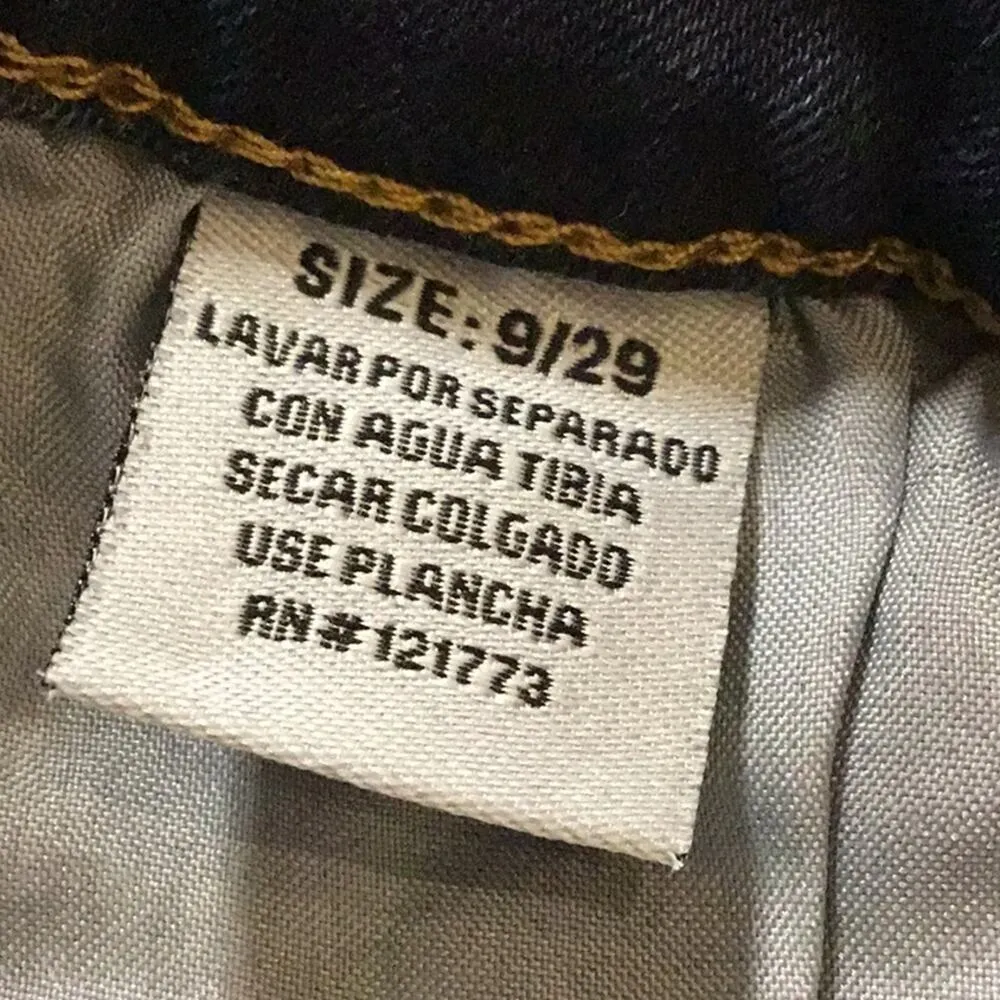 SIZE: 9/29
LAVAR POR SEPARADO
CON AGUA TIBIA
SECAR COLGADO
USE PLANCHA
RN#121773